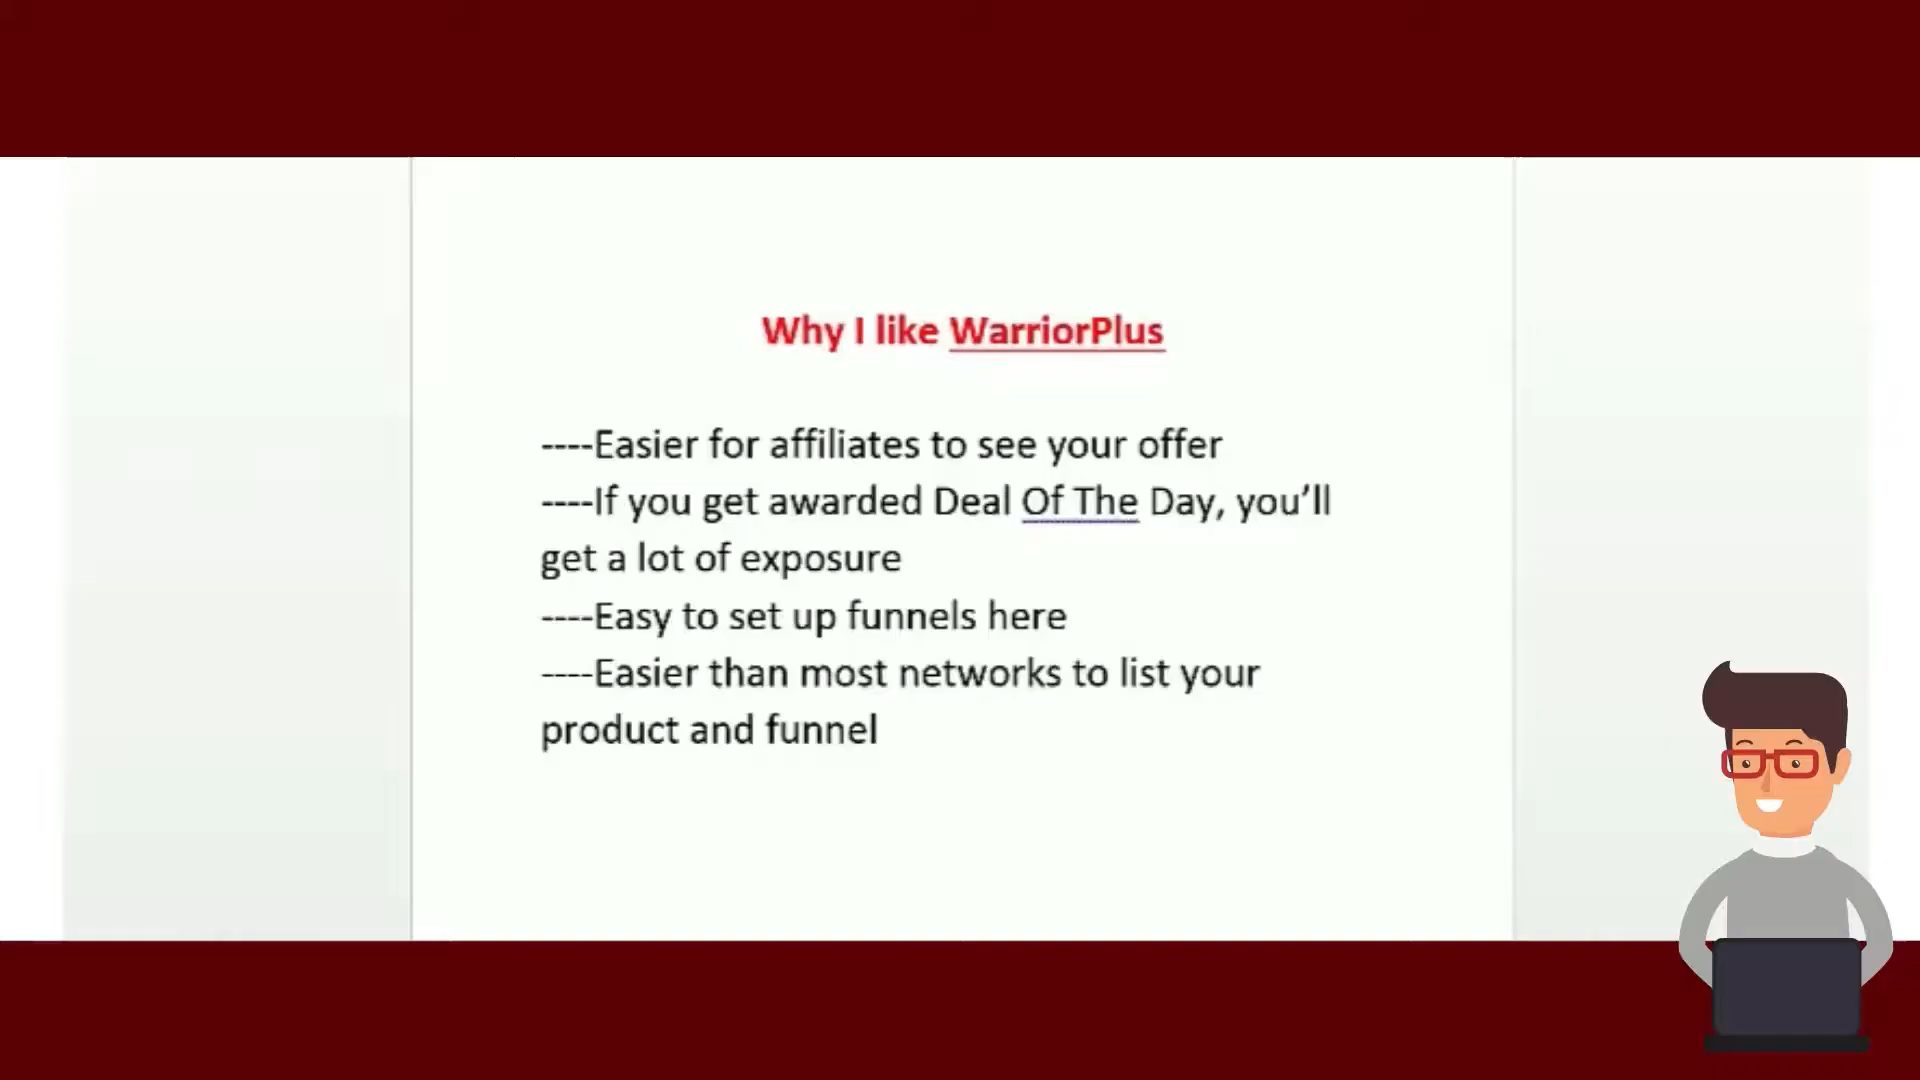 Why I like WarriorPlus
----Easier for affiliates to see your offer
----If you get awarded Deal Of The Day, you’ll
get a lot of exposure
----Easy to set up funnels here
----Easier than most networks to list your
product and funnel